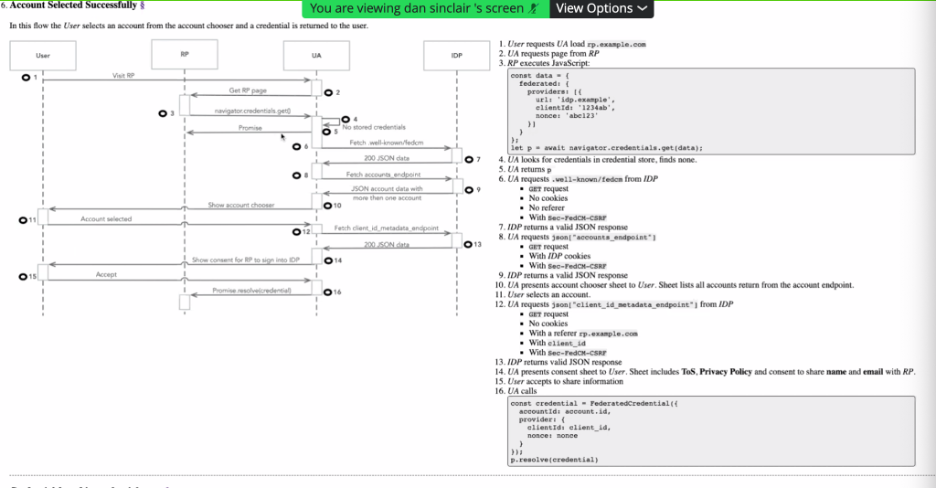 You are viewing dan sinclair 's screen
View Options
6. Account Selected Successfully §
In this flow the User selects an account from the account chooser and a credential is returned to the user.
User
RP
UA
IDP
1
Visit RP
Get RP page
2
3
navigator.credentials.get()
4
No stored credentials
Promise
5
6
Fetch .well-known/fedcm
200 JSON data
7
8
Fetch accounts_endpoint
JSON account data with
more than one account
9
Show account chooser
10
11
Account selected
12
Fetch client_id_metadata_endpoint
200 JSON data
13
Show consent for RP to sign into IDP
14
15
Accept
Promise.resolve(credential)
16
1. User requests UA load rp.example.com
2. UA requests page from RP
3. RP executes JavaScript:
const data = {
federated: {
providers: [{
url: 'idp.example',
clientId: '1234ab',
nonce: 'abc123'
}]
}
};
let p = await navigator.credentials.get(data);
4. UA looks for credentials in credential store, finds none.
5. UA returns p
6. UA requests .well-known/fedcm from IDP
• GET request
• No cookies
• No referer
• With Sec-FedCM-CSRF
7. IDP returns a valid JSON response
8. UA requests json["accounts_endpoint"]
• GET request
• With IDP cookies
• With Sec-FedCM-CSRF
9. IDP returns a valid JSON response
10. UA presents account chooser sheet to User. Sheet lists all accounts return from the account endpoint.
11. User selects an account.
12. UA requests json["client_id_metadata_endpoint"] from IDP
• GET request
• No cookies
• With a referer rp.example.com
• With client_id
• With Sec-FedCM-CSRF
13. IDP returns valid JSON response
14. UA presents consent sheet to User. Sheet includes ToS, Privacy Policy and consent to share name and email with RP.
15. User accepts to share information
16. UA calls
const credential = FederatedCredential({
accountId: account.id,
provider: {
clientId: client_id,
nonce: nonce
}
});
p.resolve(credential)